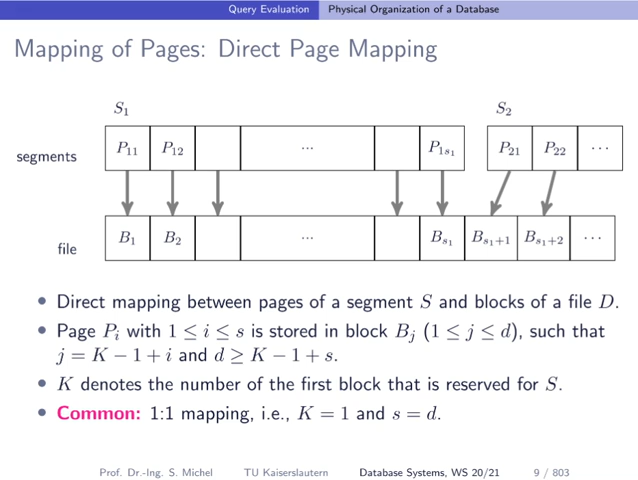 Query Evaluation Physical Organization of a Database
Mapping of Pages: Direct Page Mapping
S₁ S₂
segments P₁₁ P₁₂ ... P₁ₛ₁ P₂₁ P₂₂ ...
file B₁ B₂ ... Bₛ₁ Bₛ₁₊₁ Bₛ₁₊₂ ...
• Direct mapping between pages of a segment S and blocks of a file D.
• Page Pᵢ with 1 ≤ i ≤ s is stored in block Bⱼ (1 ≤ j ≤ d), such that
j = K − 1 + i and d ≥ K − 1 + s.
• K denotes the number of the first block that is reserved for S.
• Common: 1:1 mapping, i.e., K = 1 and s = d.
Prof. Dr.-Ing. S. Michel TU Kaiserslautern Database Systems, WS 20/21 9 / 803